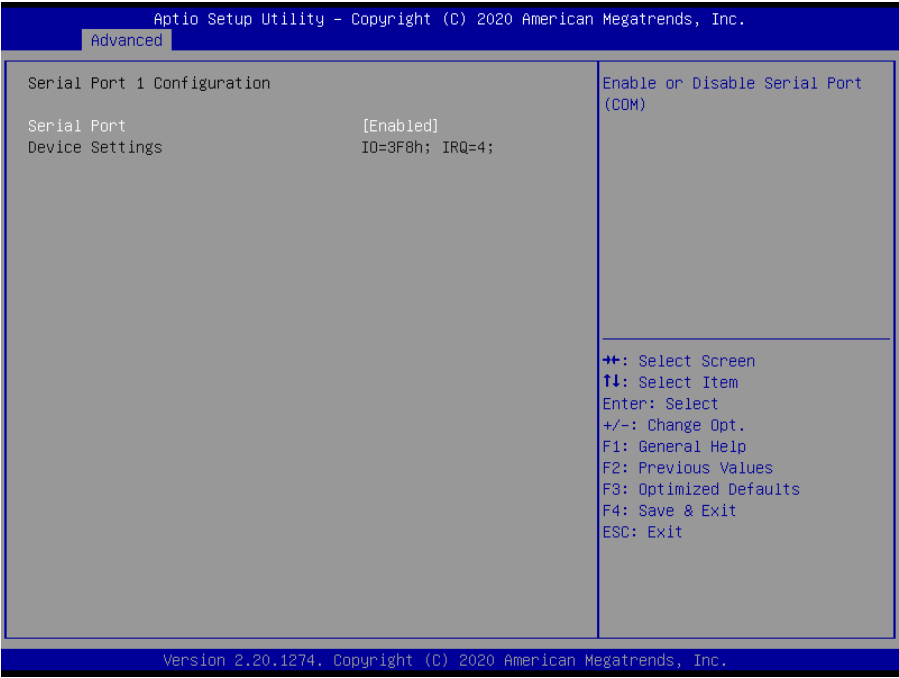 Aptio Setup Utility – Copyright (C) 2020 American Megatrends, Inc.
Advanced
Serial Port 1 Configuration
Serial Port [Enabled]
Device Settings IO=3F8h; IRQ=4;
Enable or Disable Serial Port
(COM)
→←: Select Screen
↑↓: Select Item
Enter: Select
+/-: Change Opt.
F1: General Help
F2: Previous Values
F3: Optimized Defaults
F4: Save & Exit
ESC: Exit
Version 2.20.1274. Copyright (C) 2020 American Megatrends, Inc.